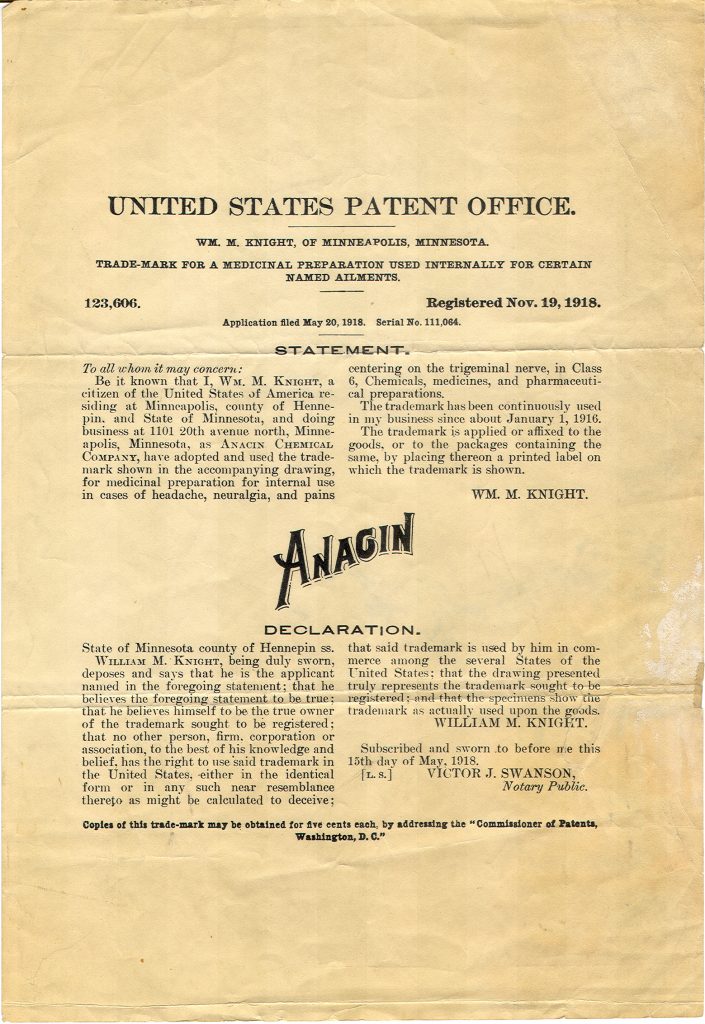 UNITED STATES PATENT OFFICE.
WM. M. KNIGHT, OF MINNEAPOLIS, MINNESOTA.
TRADE-MARK FOR A MEDICINAL PREPARATION USED INTERNALLY FOR CERTAIN
NAMED AILMENTS.
123,606. Registered Nov. 19, 1918.
Application filed May 20, 1918. Serial No. 111,064.
STATEMENT.
To all whom it may concern:
Be it known that I, WM. M. KNIGHT, a
citizen of the United States of America re-
siding at Minneapolis, county of Henne-
pin, and State of Minnesota, and doing
business at 1101 20th avenue north, Minne-
apolis, Minnesota, as ANACIN CHEMICAL
COMPANY, have adopted and used the trade-
mark shown in the accompanying drawing,
for medicinal preparation for internal use
in cases of headache, neuralgia, and pains
centering on the trigeminal nerve, in Class
6, Chemicals, medicines, and pharmaceuti-
cal preparations.
The trademark has been continuously used
in my business since about January 1, 1916.
The trademark is applied or affixed to the
goods, or to the packages containing the
same, by placing thereon a printed label on
which the trademark is shown.
WM. M. KNIGHT.
ANACIN
DECLARATION.
State of Minnesota county of Hennepin ss.
WILLIAM M. KNIGHT, being duly sworn,
deposes and says that he is the applicant
named in the foregoing statement; that he
believes the foregoing statement to be true;
that he believes himself to be the true owner
of the trademark sought to be registered;
that no other person, firm, corporation or
association, to the best of his knowledge and
belief, has the right to use said trademark in
the United States, either in the identical
form or in any such near resemblance
thereto as might be calculated to deceive;
that said trademark is used by him in com-
merce among the several States of the
United States; that the drawing presented
truly represents the trademark sought to be
registered; and that the specimens show the
trademark as actually used upon the goods.
WILLIAM M. KNIGHT.
Subscribed and sworn to before me this
15th day of May, 1918.
[L. S.] VICTOR J. SWANSON,
Notary Public.
Copies of this trade-mark may be obtained for five cents each, by addressing the "Commissioner of Patents,
Washington, D. C."